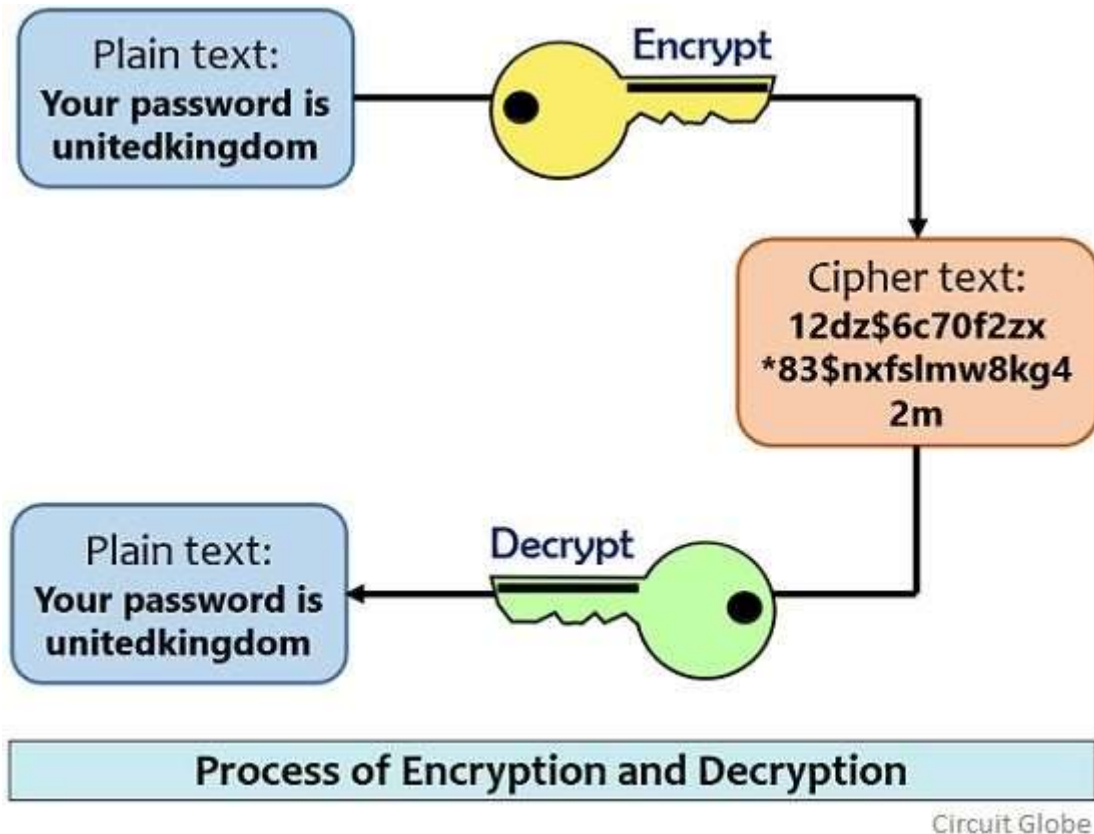 Plain text:
Your password is
unitedkingdom
Encrypt
Cipher text:
12dz$6c70f2zx
*83$nxfslmw8kg4
2m
Decrypt
Plain text:
Your password is
unitedkingdom
Process of Encryption and Decryption
Circuit Globe